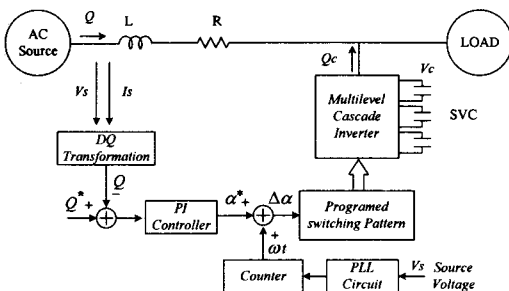 AC
Source
Q
L
R
LOAD
Qc
Vc
Vs
Is
Multilevel
Cascade
Inverter
SVC
DQ
Transformation
Q
−
Q* +
PI
Controller
α* +
Δα
Programed
switching Pattern
+
ωt
Counter
PLL
Circuit
Vs
Source
Voltage